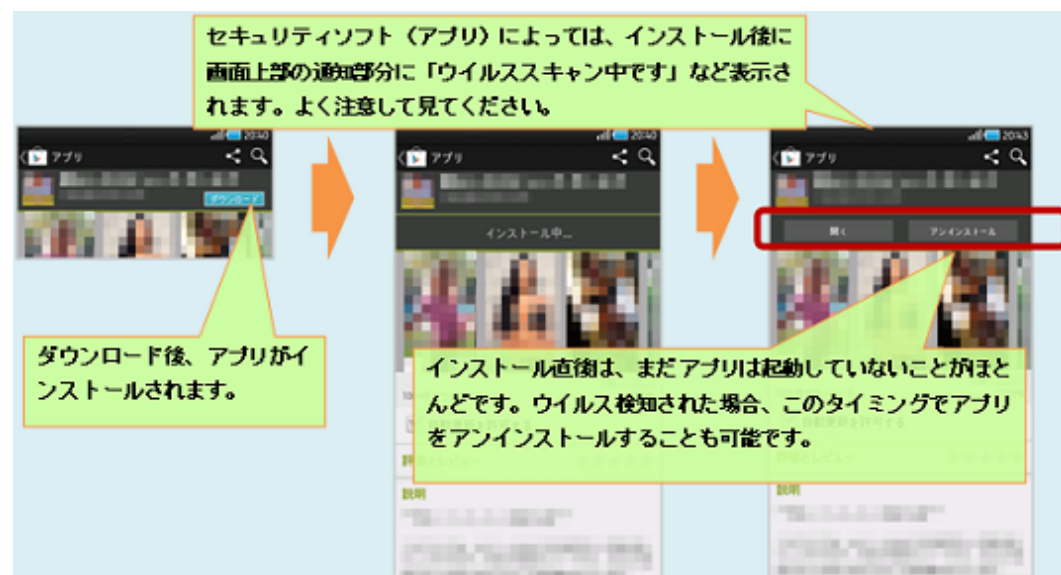 セキュリティソフト（アプリ）によっては、インストール後に
画面上部の通知部分に「ウイルススキャン中です」など表示さ
れます。よく注意して見てください。
20:40
アプリ
ダウンロード
20:40
アプリ
インストール中...
20:43
アプリ
開く
アンインストール
ダウンロード後、アプリがイ
ンストールされます。
インストール直後は、まだアプリは起動していないことがほと
んどです。ウイルス検知された場合、このタイミングでアプリ
をアンインストールすることも可能です。
説明
説明